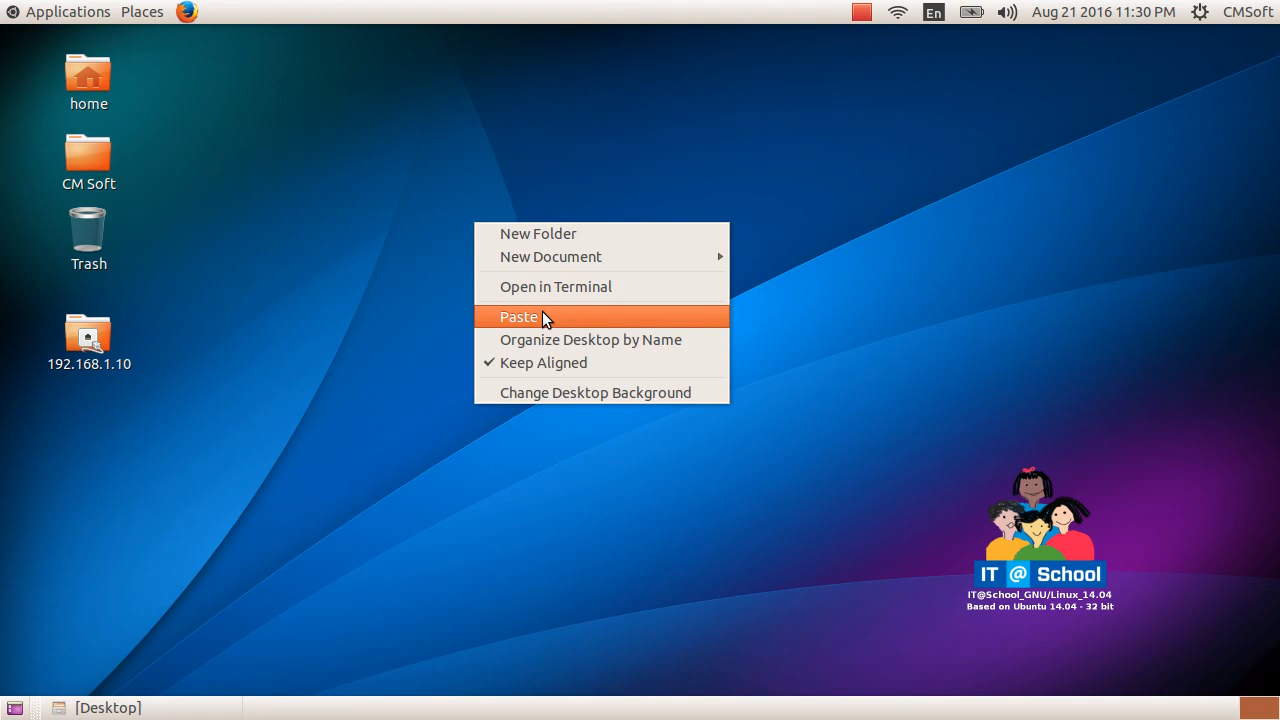 Applications Places En Aug 21 2016 11:30 PM CMSoft
home
CM Soft
Trash
192.168.1.10
New Folder
New Document
Open in Terminal
Paste
Organize Desktop by Name
Keep Aligned
Change Desktop Background
IT @ School
IT@School_GNU/Linux_14.04
Based on Ubuntu 14.04 - 32 bit
[Desktop]